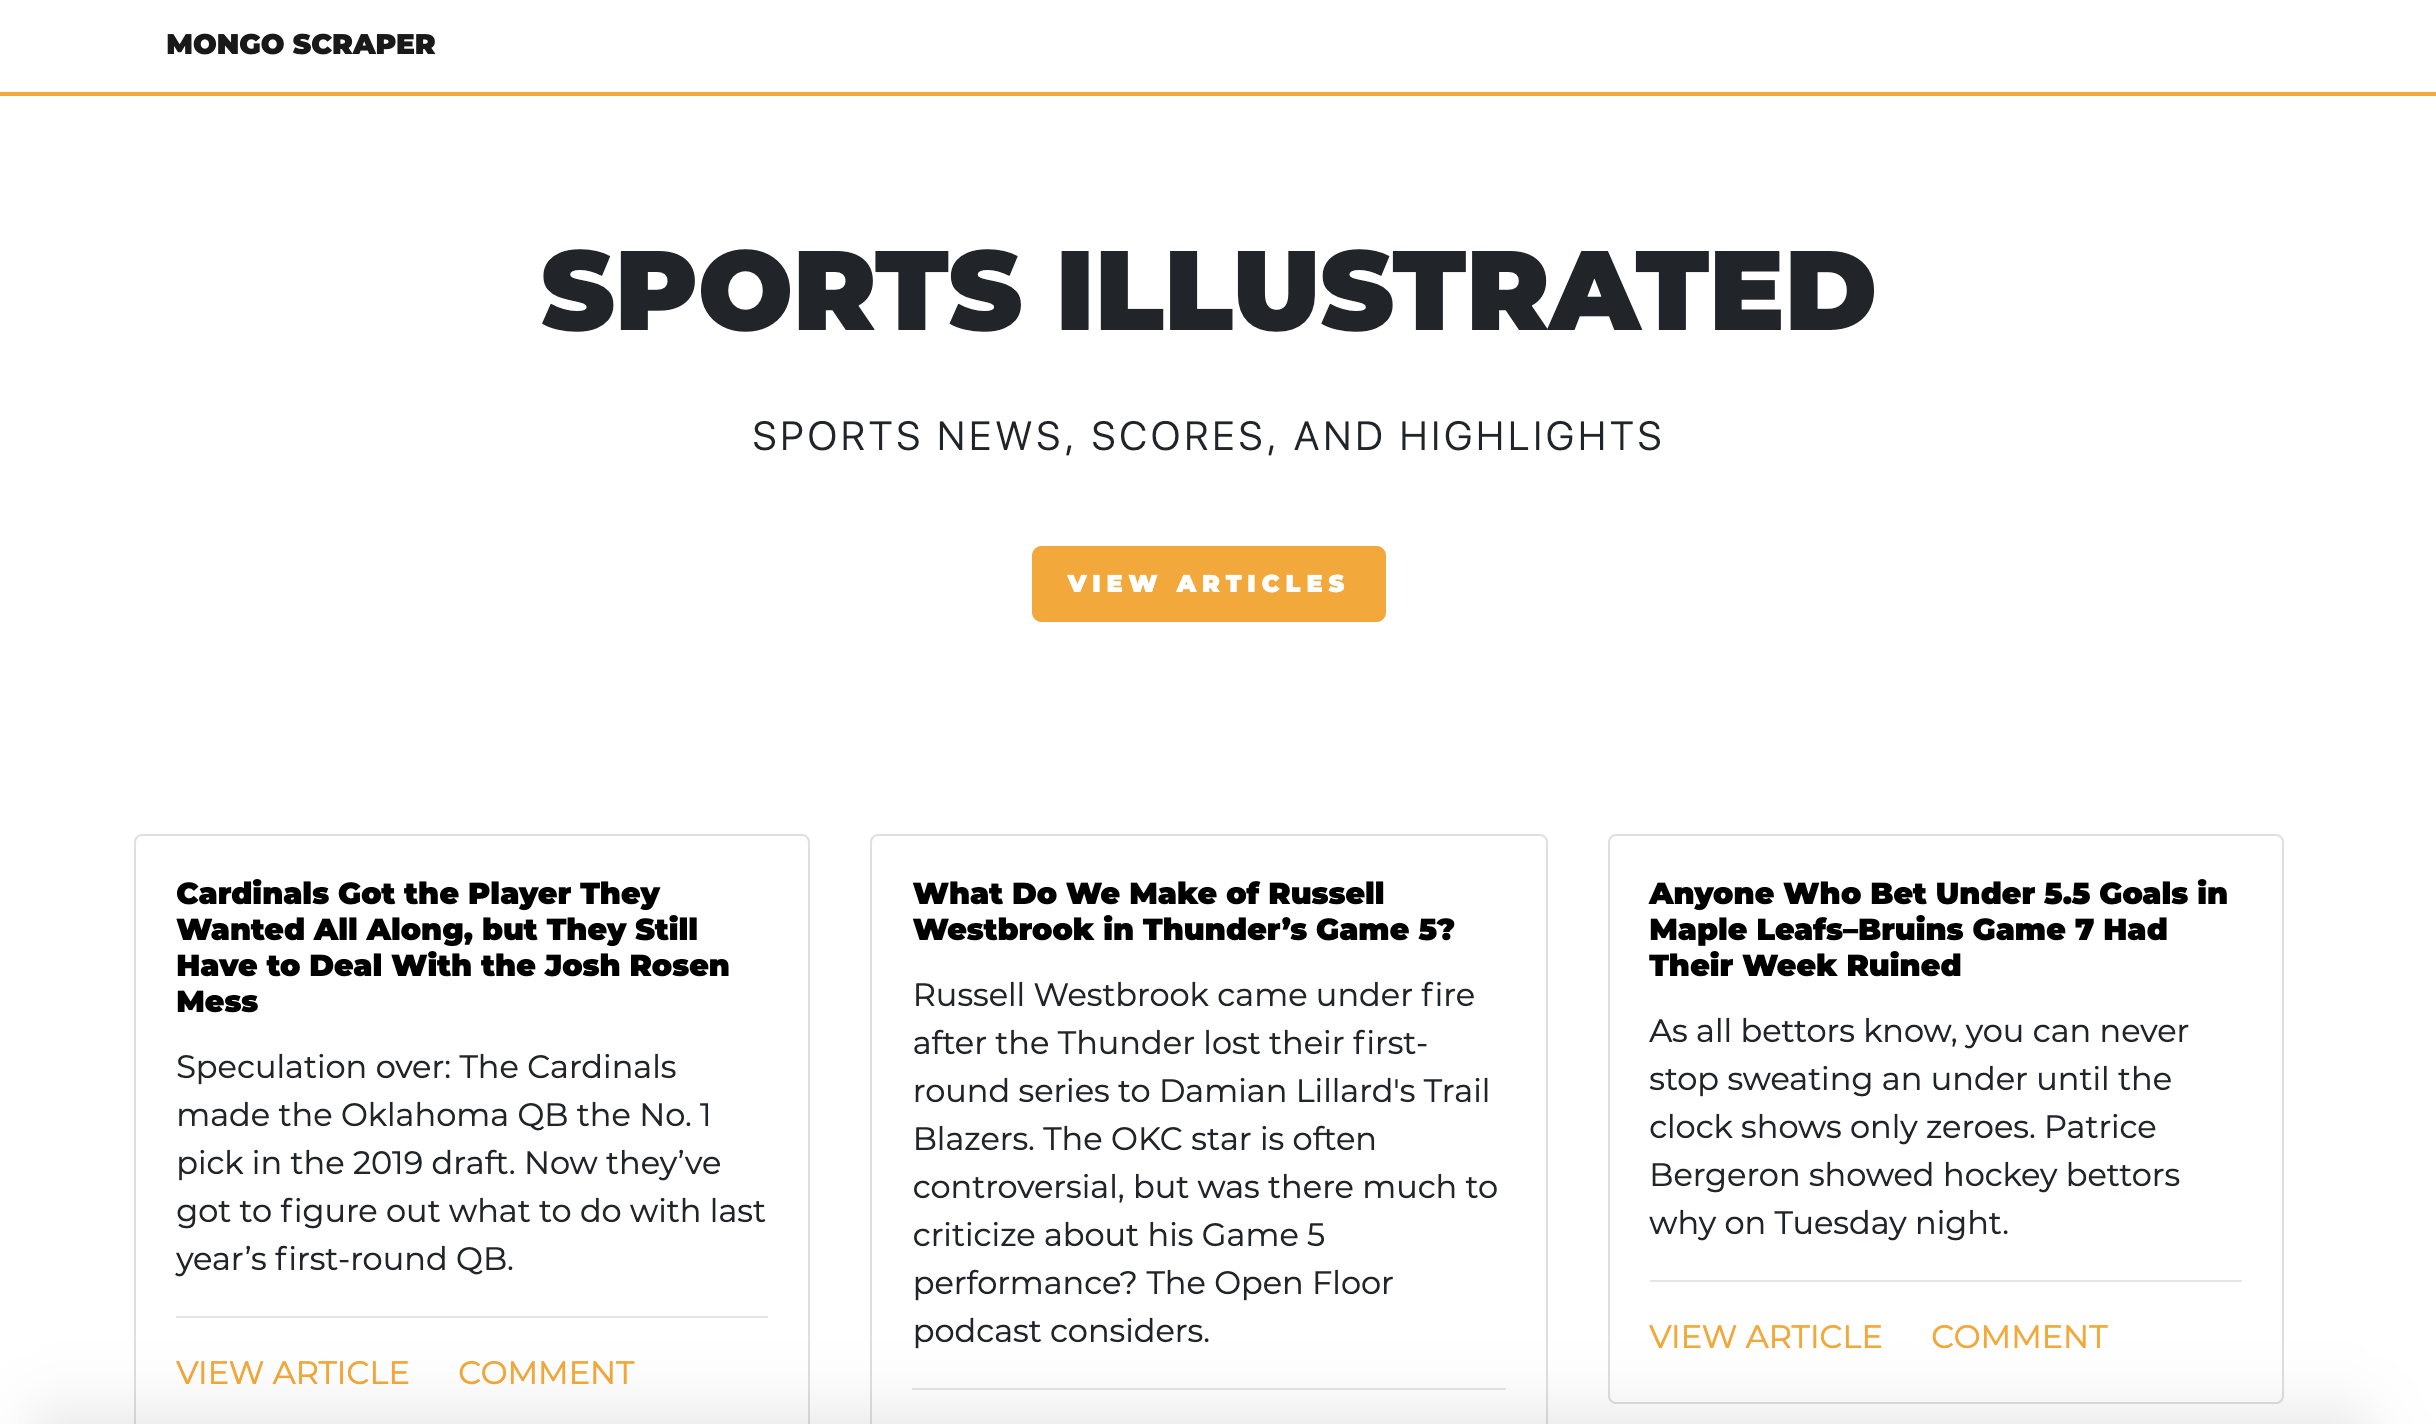 MONGO SCRAPER
SPORTS ILLUSTRATED
SPORTS NEWS, SCORES, AND HIGHLIGHTS
VIEW ARTICLES
Cardinals Got the Player They
Wanted All Along, but They Still
Have to Deal With the Josh Rosen
Mess
Speculation over: The Cardinals
made the Oklahoma QB the No. 1
pick in the 2019 draft. Now they’ve
got to figure out what to do with last
year’s first-round QB.
VIEW ARTICLE COMMENT
What Do We Make of Russell
Westbrook in Thunder’s Game 5?
Russell Westbrook came under fire
after the Thunder lost their first-
round series to Damian Lillard's Trail
Blazers. The OKC star is often
controversial, but was there much to
criticize about his Game 5
performance? The Open Floor
podcast considers.
Anyone Who Bet Under 5.5 Goals in
Maple Leafs–Bruins Game 7 Had
Their Week Ruined
As all bettors know, you can never
stop sweating an under until the
clock shows only zeroes. Patrice
Bergeron showed hockey bettors
why on Tuesday night.
VIEW ARTICLE COMMENT